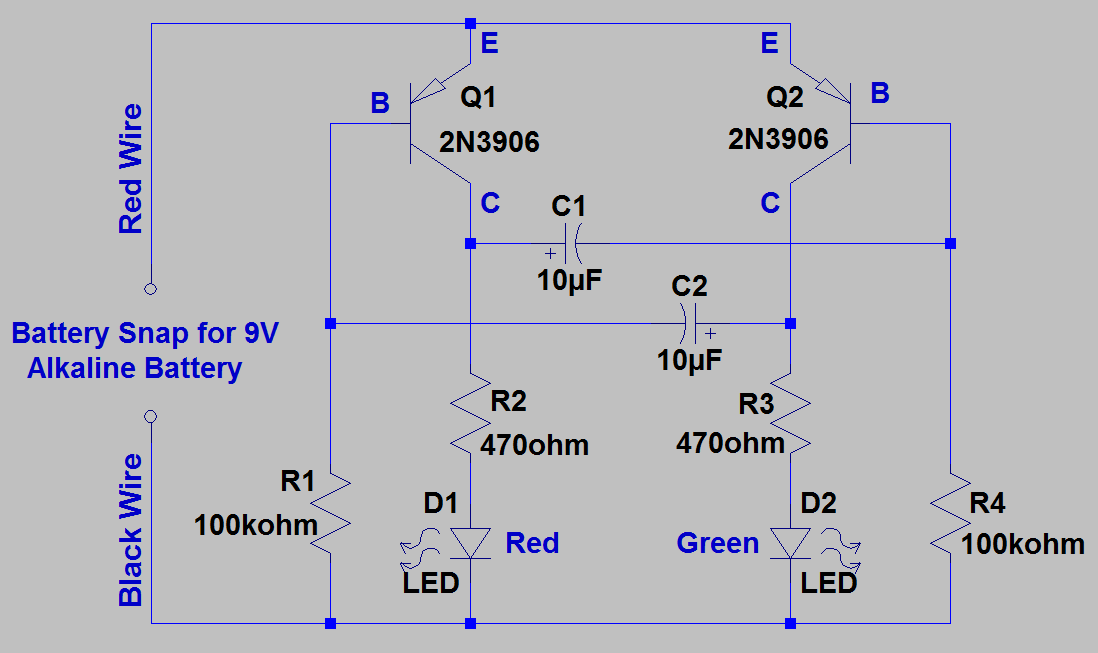 E
E
B
Q1
Q2
B
2N3906
2N3906
Red Wire
C
C1
C
+
10µF
C2
Battery Snap for 9V
Alkaline Battery
+
10µF
R2
470ohm
R3
470ohm
R1
100kohm
D1
D2
R4
100kohm
Red
Green
Black Wire
LED
LED